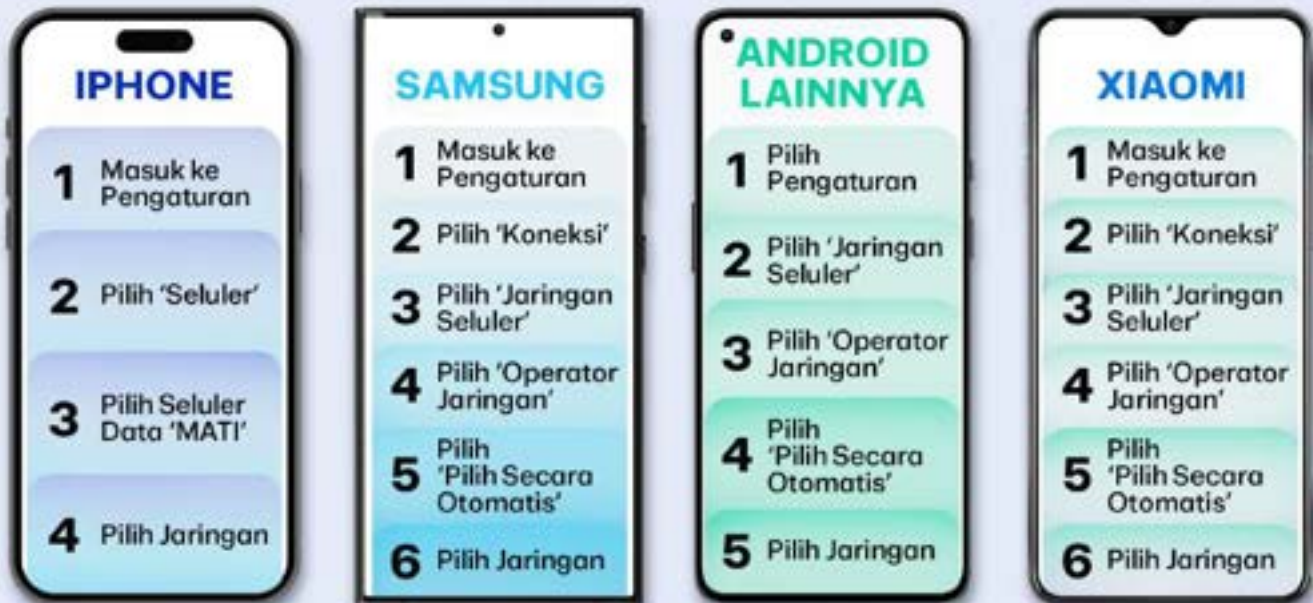 IPHONE
1 Masuk ke
Pengaturan
2 Pilih 'Seluler'
3 Pilih Seluler
Data 'MATI'
4 Pilih Jaringan
SAMSUNG
1 Masuk ke
Pengaturan
2 Pilih 'Koneksi'
3 Pilih 'Jaringan
Seluler'
4 Pilih 'Operator
Jaringan'
5 Pilih
'Pilih Secara
Otomatis'
6 Pilih Jaringan
ANDROID
LAINNYA
1 Pilih
Pengaturan
2 Pilih 'Jaringan
Seluler'
3 Pilih 'Operator
Jaringan'
4 Pilih
'Pilih Secara
Otomatis'
5 Pilih Jaringan
XIAOMI
1 Masuk ke
Pengaturan
2 Pilih 'Koneksi'
3 Pilih 'Jaringan
Seluler'
4 Pilih 'Operator
Jaringan'
5 Pilih
'Pilih Secara
Otomatis'
6 Pilih Jaringan